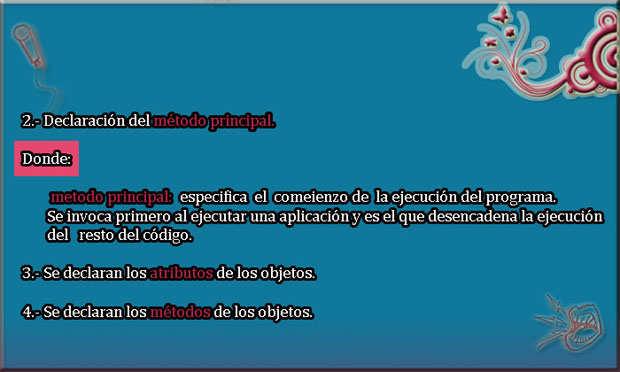 2.- Declaración del método principal.
Donde:
metodo principal: especifica el comeienzo de la ejecución del programa.
Se invoca primero al ejecutar una aplicación y es el que desencadena la ejecución
del resto del código.
3.- Se declaran los atributos de los objetos.
4.- Se declaran los métodos de los objetos.